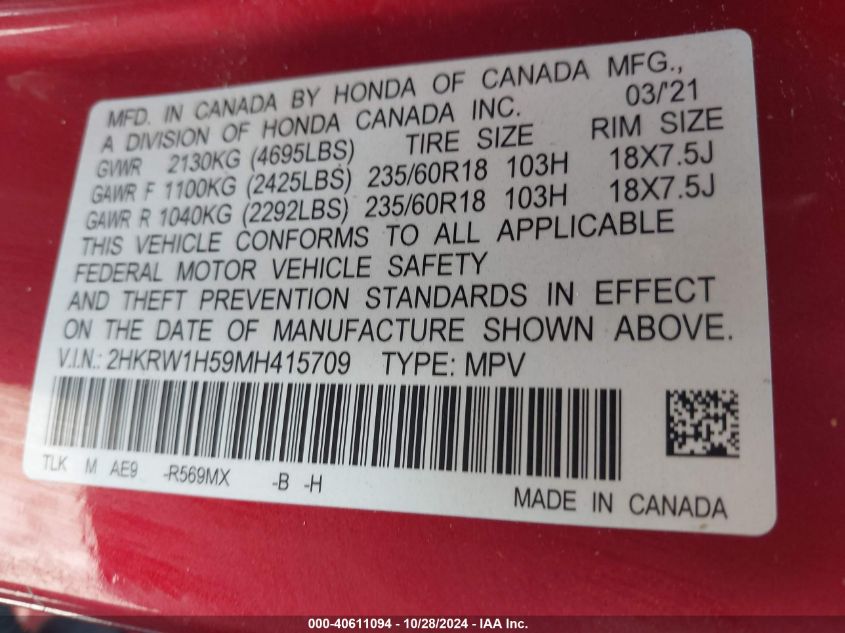 MFD. IN CANADA BY HONDA OF CANADA MFG.,
A DIVISION OF HONDA CANADA INC. 03/'21
GVWR 2130KG (4695LBS) TIRE SIZE RIM SIZE
GAWR F 1100KG (2425LBS) 235/60R18 103H 18X7.5J
GAWR R 1040KG (2292LBS) 235/60R18 103H 18X7.5J
THIS VEHICLE CONFORMS TO ALL APPLICABLE
FEDERAL MOTOR VEHICLE SAFETY
AND THEFT PREVENTION STANDARDS IN EFFECT
ON THE DATE OF MANUFACTURE SHOWN ABOVE.
V.I.N.: 2HKRW1H59MH415709 TYPE: MPV
TLK M AE9 -R569MX -B -H
MADE IN CANADA
000-40611094 / 10/28/2024 - IAA Inc.